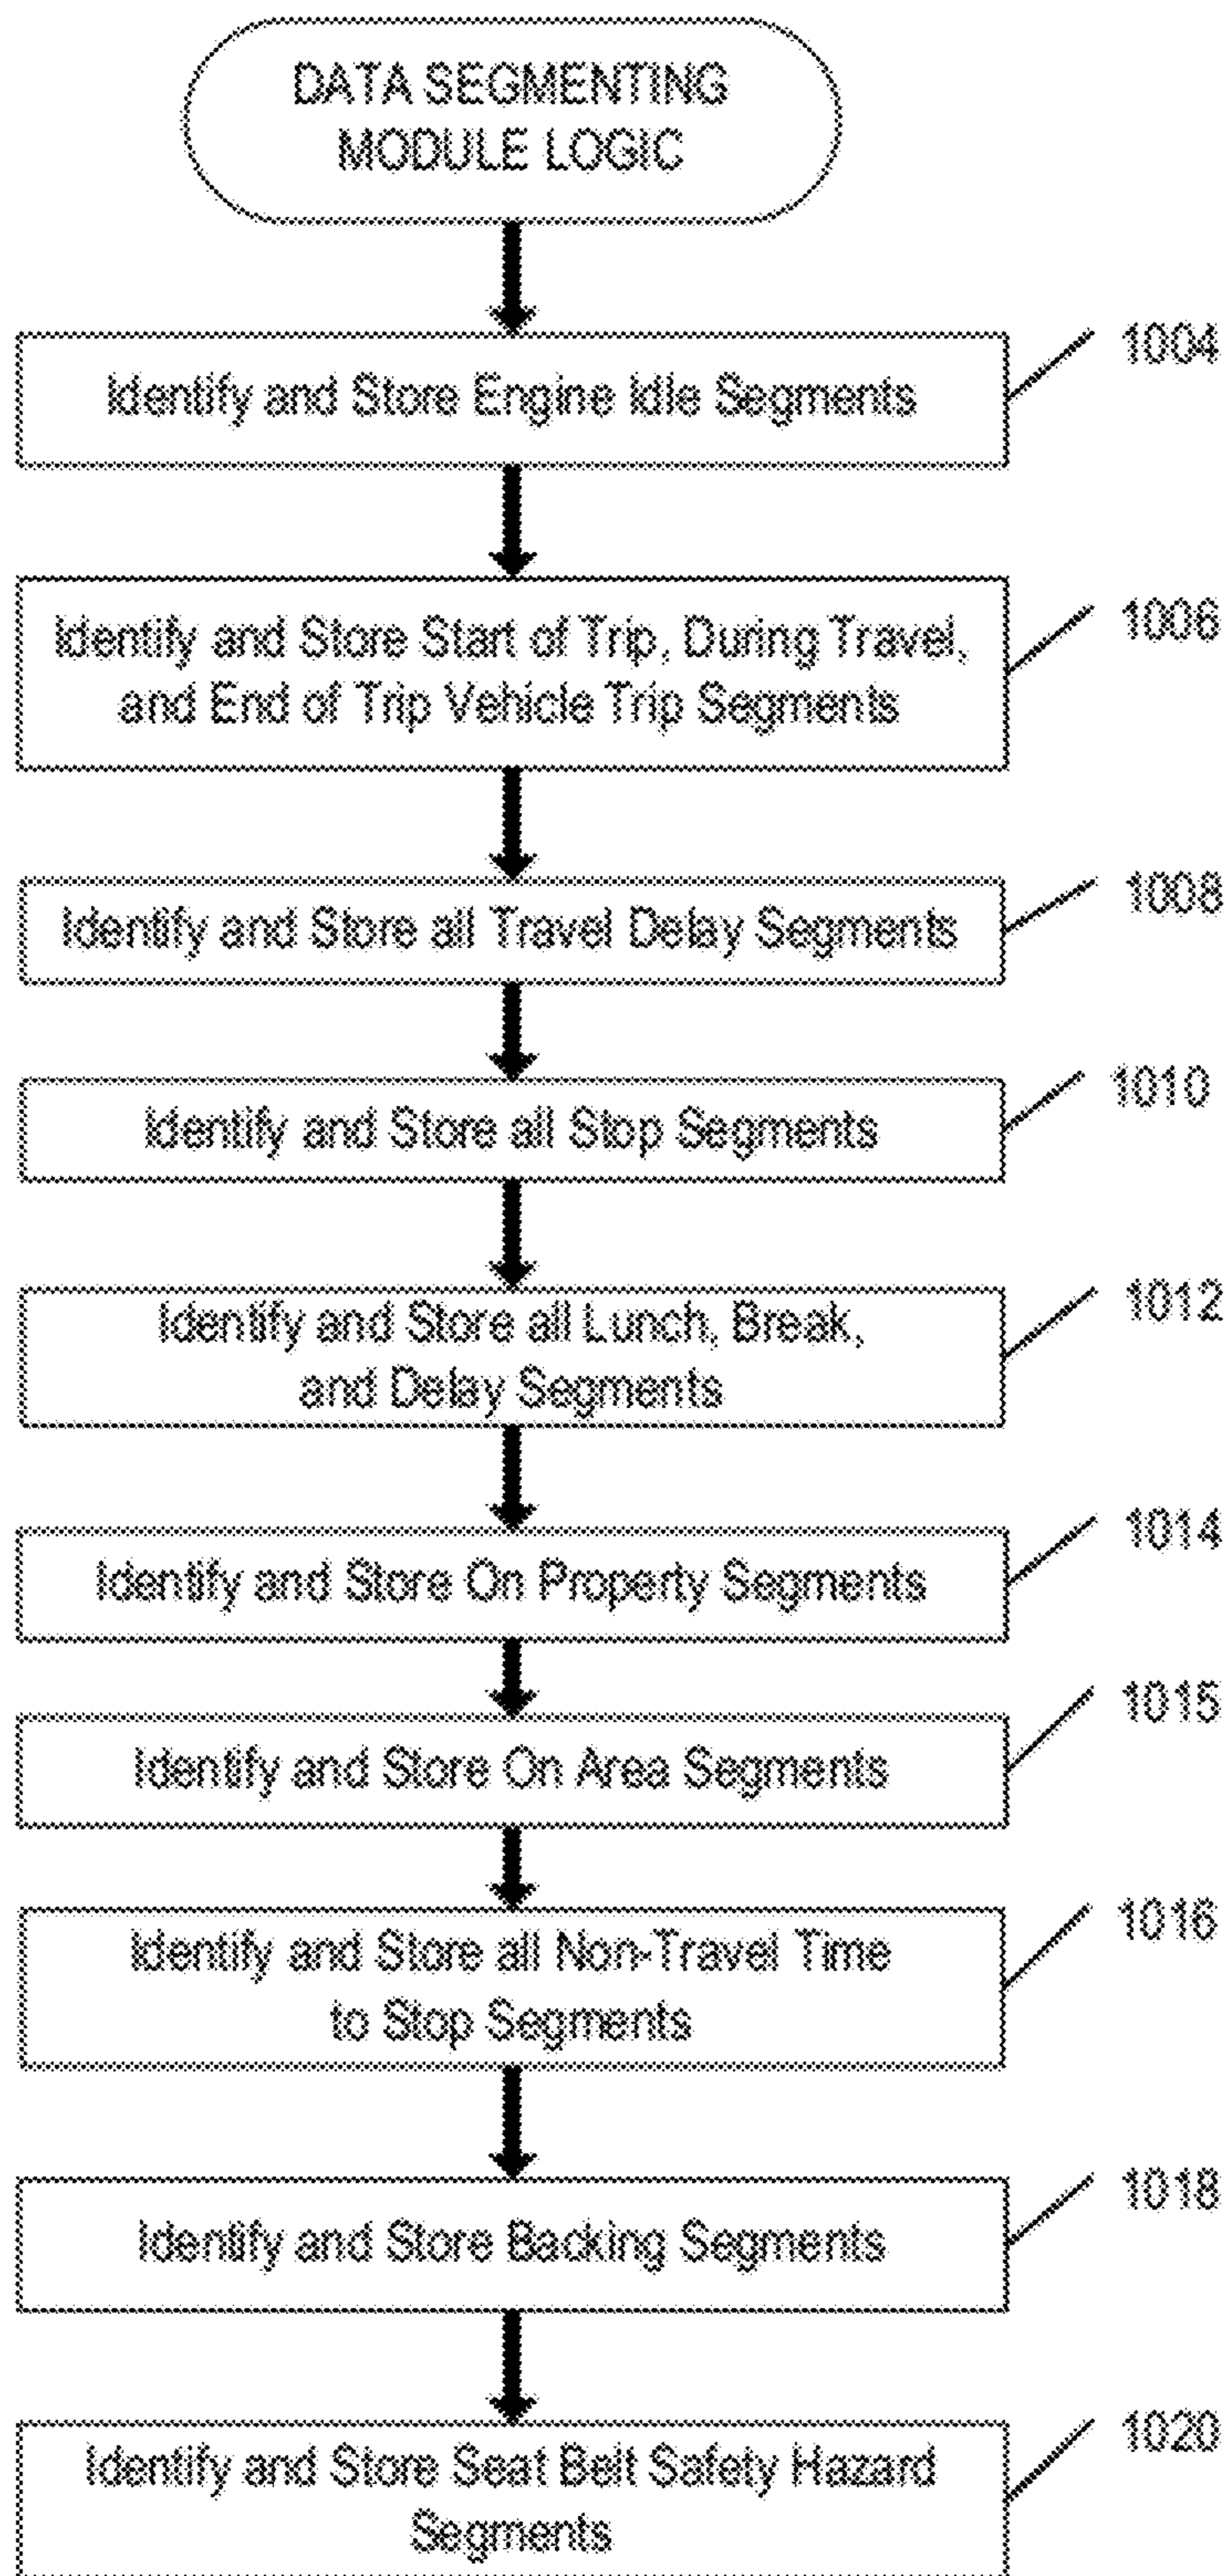 DATA SEGMENTING
MODULE LOGIC
1004
Identify and Store Engine Idle Segments
1006
Identify and Store Start of Trip, During Travel,
and End of Trip Vehicle Trip Segments
1008
Identify and Store all Travel Delay Segments
1010
Identify and Store all Stop Segments
1012
Identify and Store all Lunch, Break,
and Delay Segments
1014
Identify and Store On Property Segments
1015
Identify and Store On Area Segments
1016
Identify and Store all Non-Travel Time
to Stop Segments
1018
Identify and Store Backing Segments
1020
Identify and Store Seat Belt Safety Hazard
Segments